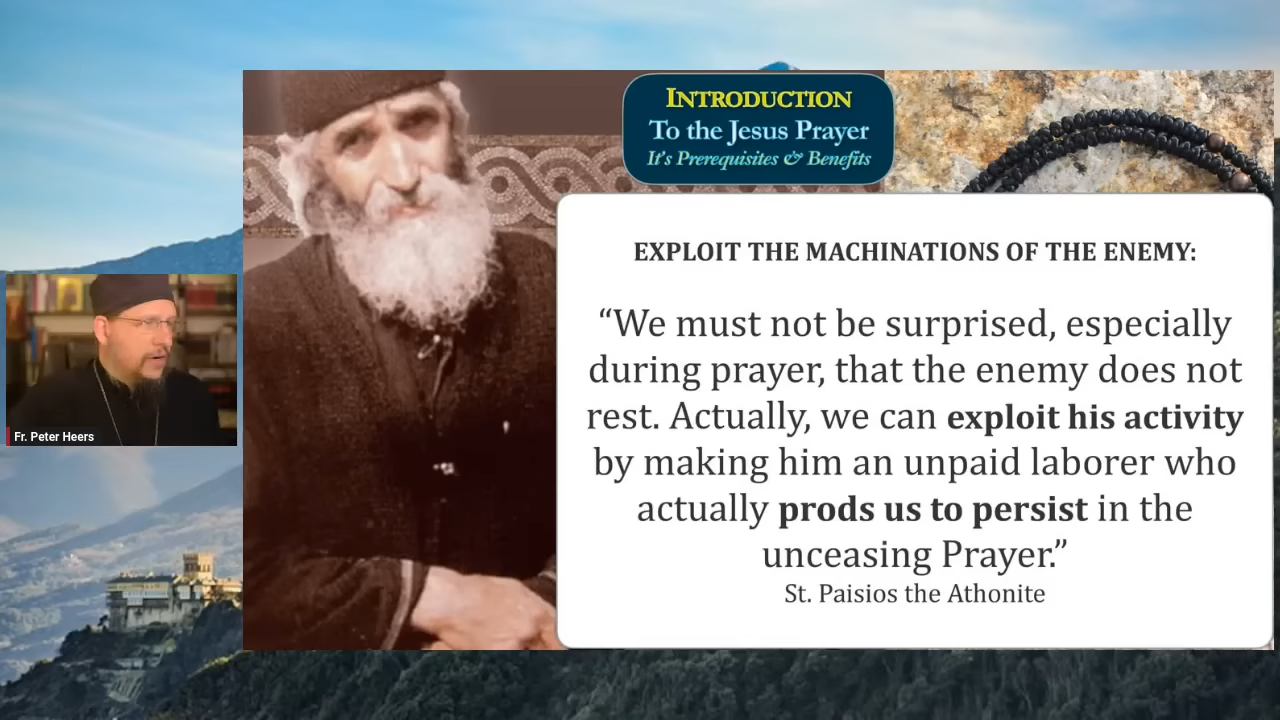 INTRODUCTION
To the Jesus Prayer
It's Prerequisites & Benefits
EXPLOIT THE MACHINATIONS OF THE ENEMY:
“We must not be surprised, especially
during prayer, that the enemy does not
rest. Actually, we can exploit his activity
by making him an unpaid laborer who
actually prods us to persist in the
unceasing Prayer.”
St. Paisios the Athonite
Fr. Peter Heers